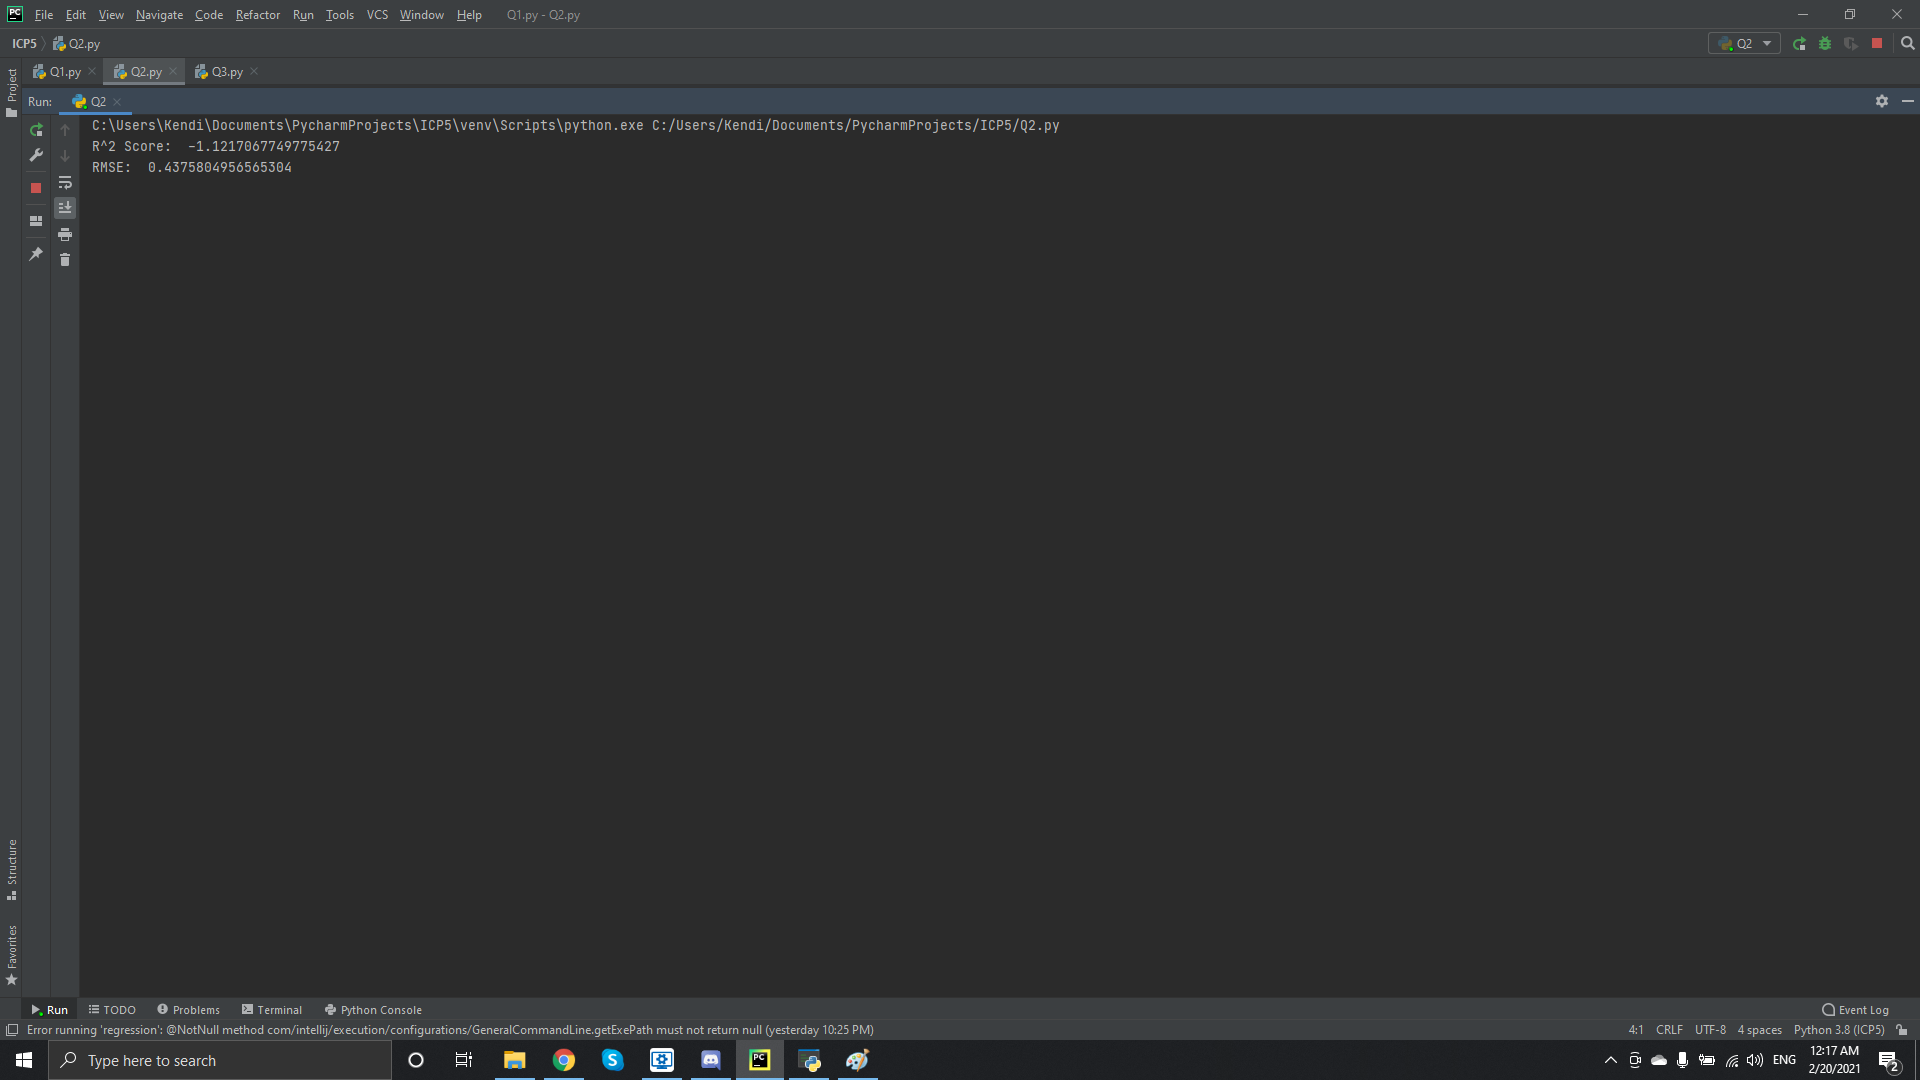 PC File Edit View Navigate Code Refactor Run Tools VCS Window Help Q1.py - Q2.py
ICP5 Q2.py Q2
Q1.py Q2.py Q3.py
Project
Run: Q2
C:\Users\Kendi\Documents\PycharmProjects\ICP5\venv\Scripts\python.exe C:/Users/Kendi/Documents/PycharmProjects/ICP5/Q2.py
R^2 Score:  -1.1217067749775427
RMSE:  0.4375804956565304
Structure
Favorites
Run TODO Problems Terminal Python Console Event Log
Error running 'regression': @NotNull method com/intellij/execution/configurations/GeneralCommandLine.getExePath must not return null (yesterday 10:25 PM) 4:1 CRLF UTF-8 4 spaces Python 3.8 (ICP5)
Type here to search S PC ENG 12:17 AM
2/20/2021 2